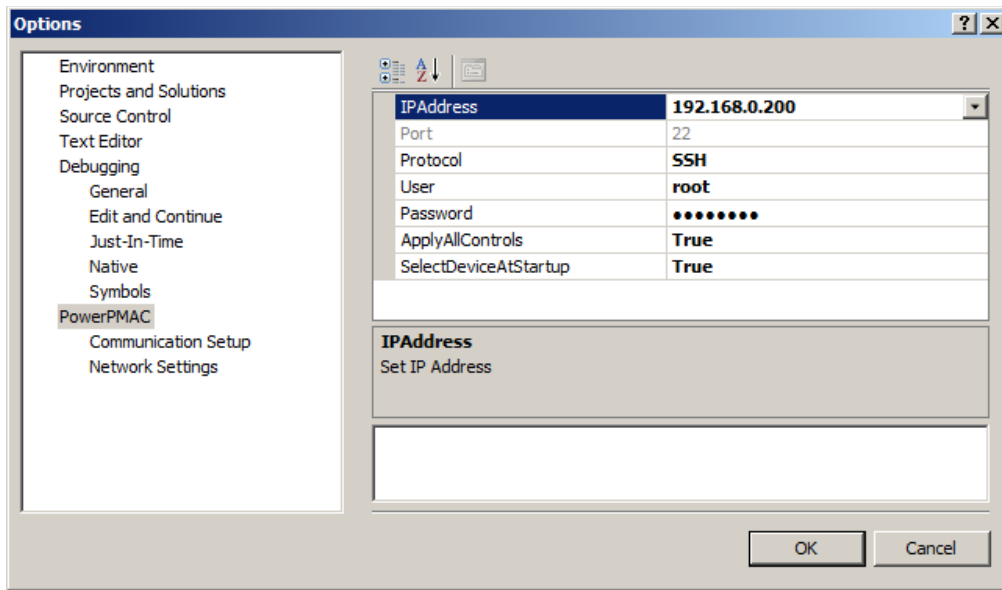 Options
Environment
Projects and Solutions
Source Control
Text Editor
Debugging
General
Edit and Continue
Just-In-Time
Native
Symbols
PowerPMAC
Communication Setup
Network Settings
IPAddress 192.168.0.200
Port 22
Protocol SSH
User root
Password ●●●●●●●●
ApplyAllControls True
SelectDeviceAtStartup True
IPAddress
Set IP Address
OK Cancel